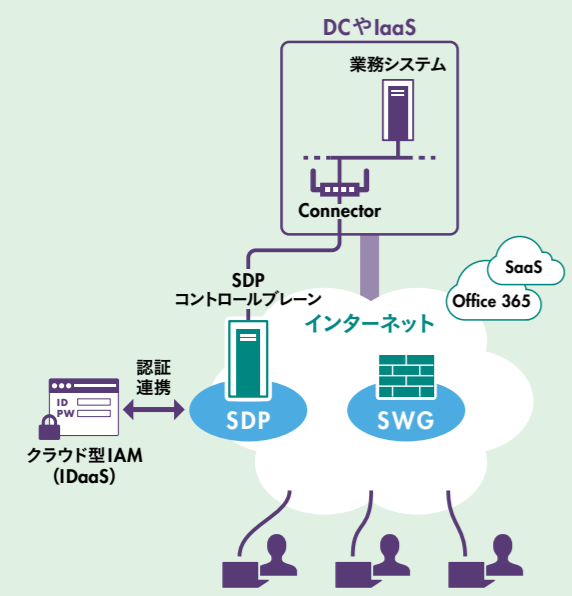 DCやIaaS
業務システム
Connector
SDP
コントロールプレーン
SaaS
Office 365
インターネット
認証
連携
ID
PW
SDP
SWG
クラウド型IAM
(IDaaS)